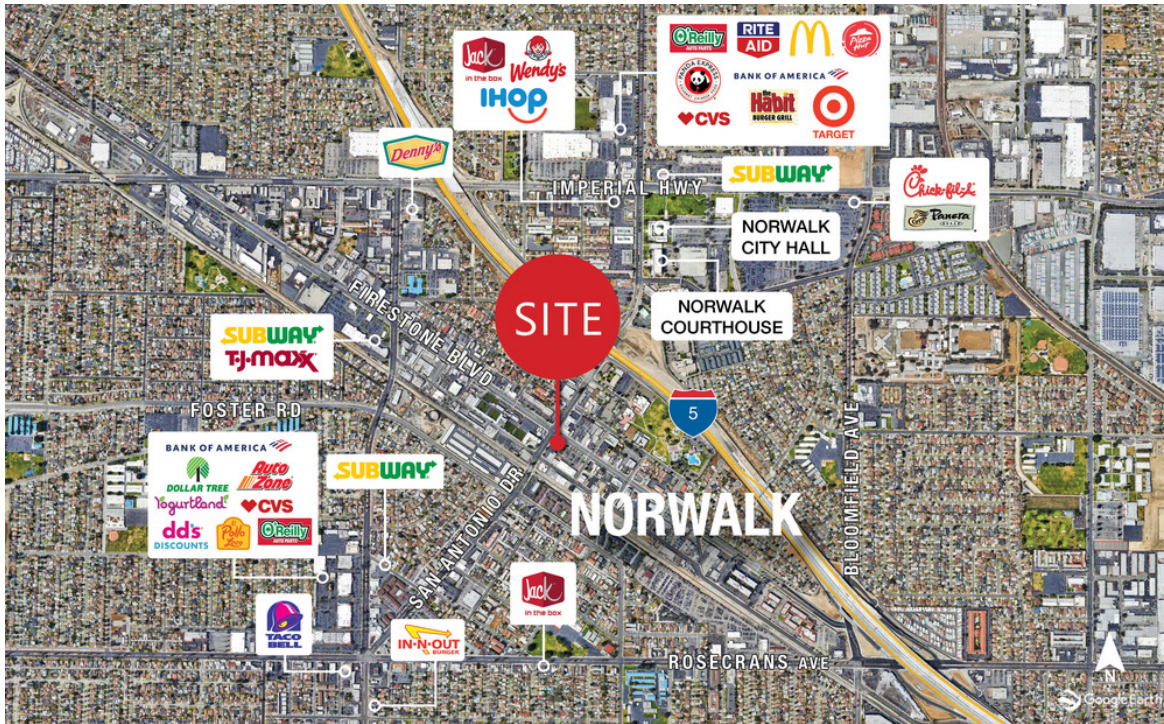 O'Reilly
AUTO PARTS
RITE
AID
Pizza
Hut
PANDA EXPRESS
BANK OF AMERICA
CVS
the
Habit
BURGER GRILL
TARGET
Jack
in the box
Wendy's
IHOP
Denny's
IMPERIAL HWY
SUBWAY
Chick-fil-A
Panera
BREAD
NORWALK
CITY HALL
NORWALK
COURTHOUSE
SITE
FIRESTONE BLVD
SUBWAY
T·J·maxx
FOSTER RD
5
BLOOMFIELD AVE
BANK OF AMERICA
DOLLAR TREE
Auto
Zone
Yogurtland
CVS
dd's
DISCOUNTS
El
Pollo
Loco
O'Reilly
AUTO PARTS
SUBWAY
SAN ANTONIO DR
NORWALK
Jack
in the box
TACO
BELL
IN-N-OUT
BURGER
ROSECRANS AVE
N
Google Earth